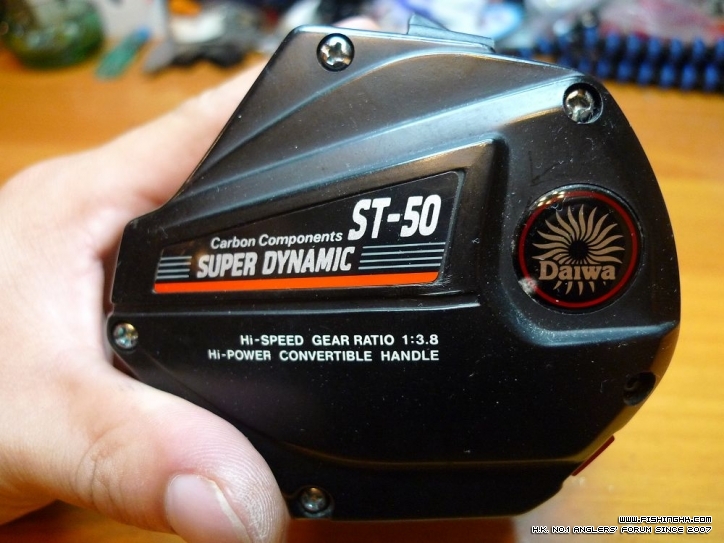 ST-50
Carbon Components
SUPER DYNAMIC
Daiwa
Hi-SPEED GEAR RATIO 1:3.8
Hi-POWER CONVERTIBLE HANDLE
WWW.FISHINGHK.COM
H.K. NO.1 ANGLERS' FORUM SINCE 2007